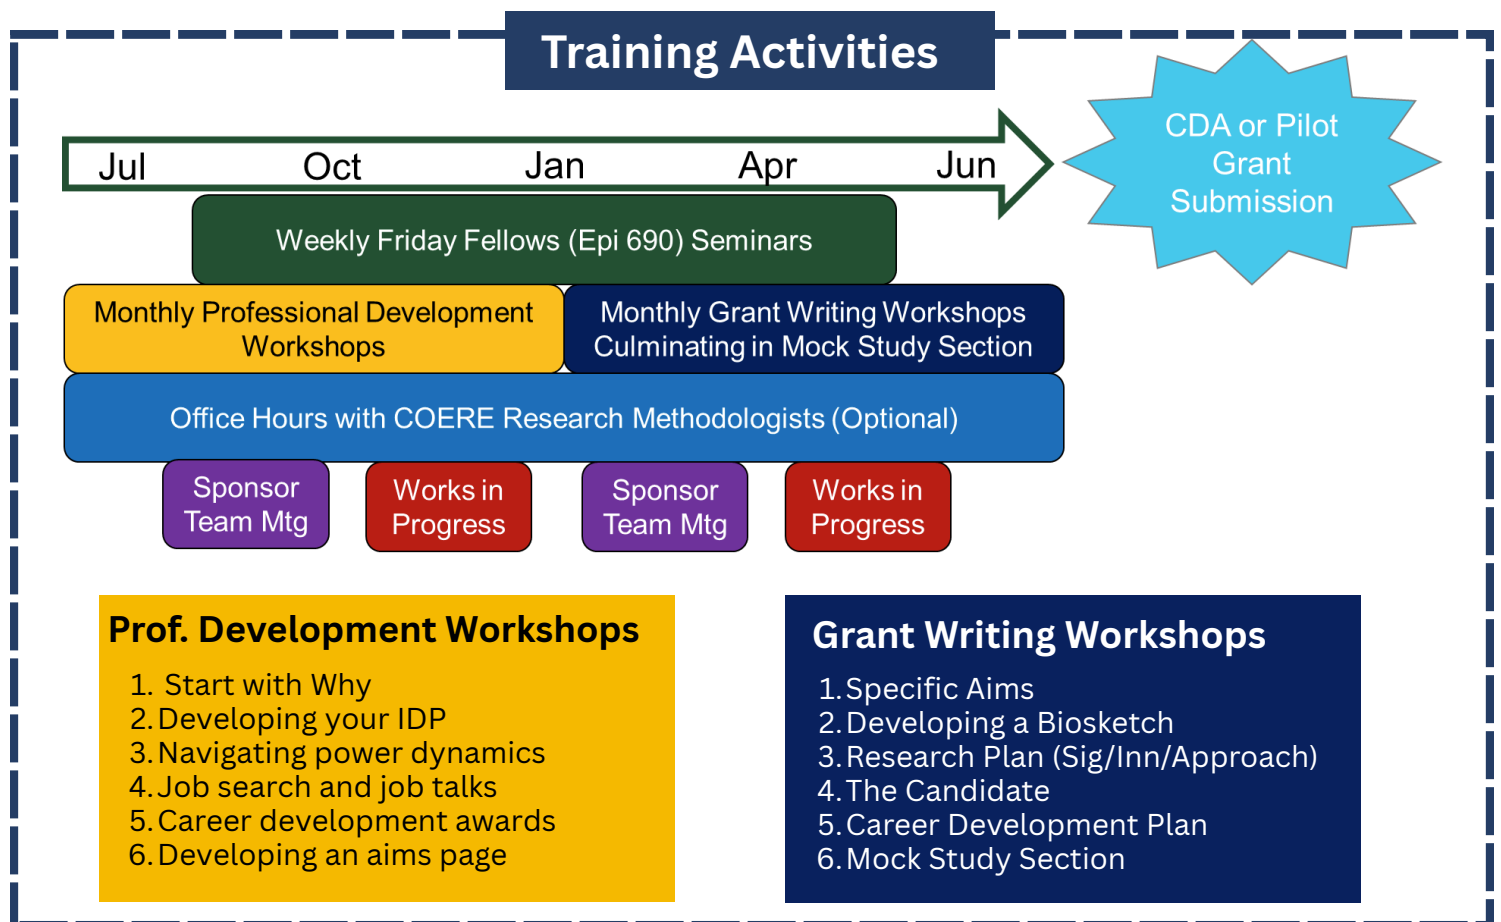 Training Activities
Jul Oct Jan Apr Jun
CDA or Pilot
Grant
Submission
Weekly Friday Fellows (Epi 690) Seminars
Monthly Professional Development
Workshops
Monthly Grant Writing Workshops
Culminating in Mock Study Section
Office Hours with COERE Research Methodologists (Optional)
Sponsor
Team Mtg
Works in
Progress
Sponsor
Team Mtg
Works in
Progress
Prof. Development Workshops
1. Start with Why
2. Developing your IDP
3. Navigating power dynamics
4. Job search and job talks
5. Career development awards
6. Developing an aims page
Grant Writing Workshops
1. Specific Aims
2. Developing a Biosketch
3. Research Plan (Sig/Inn/Approach)
4. The Candidate
5. Career Development Plan
6. Mock Study Section